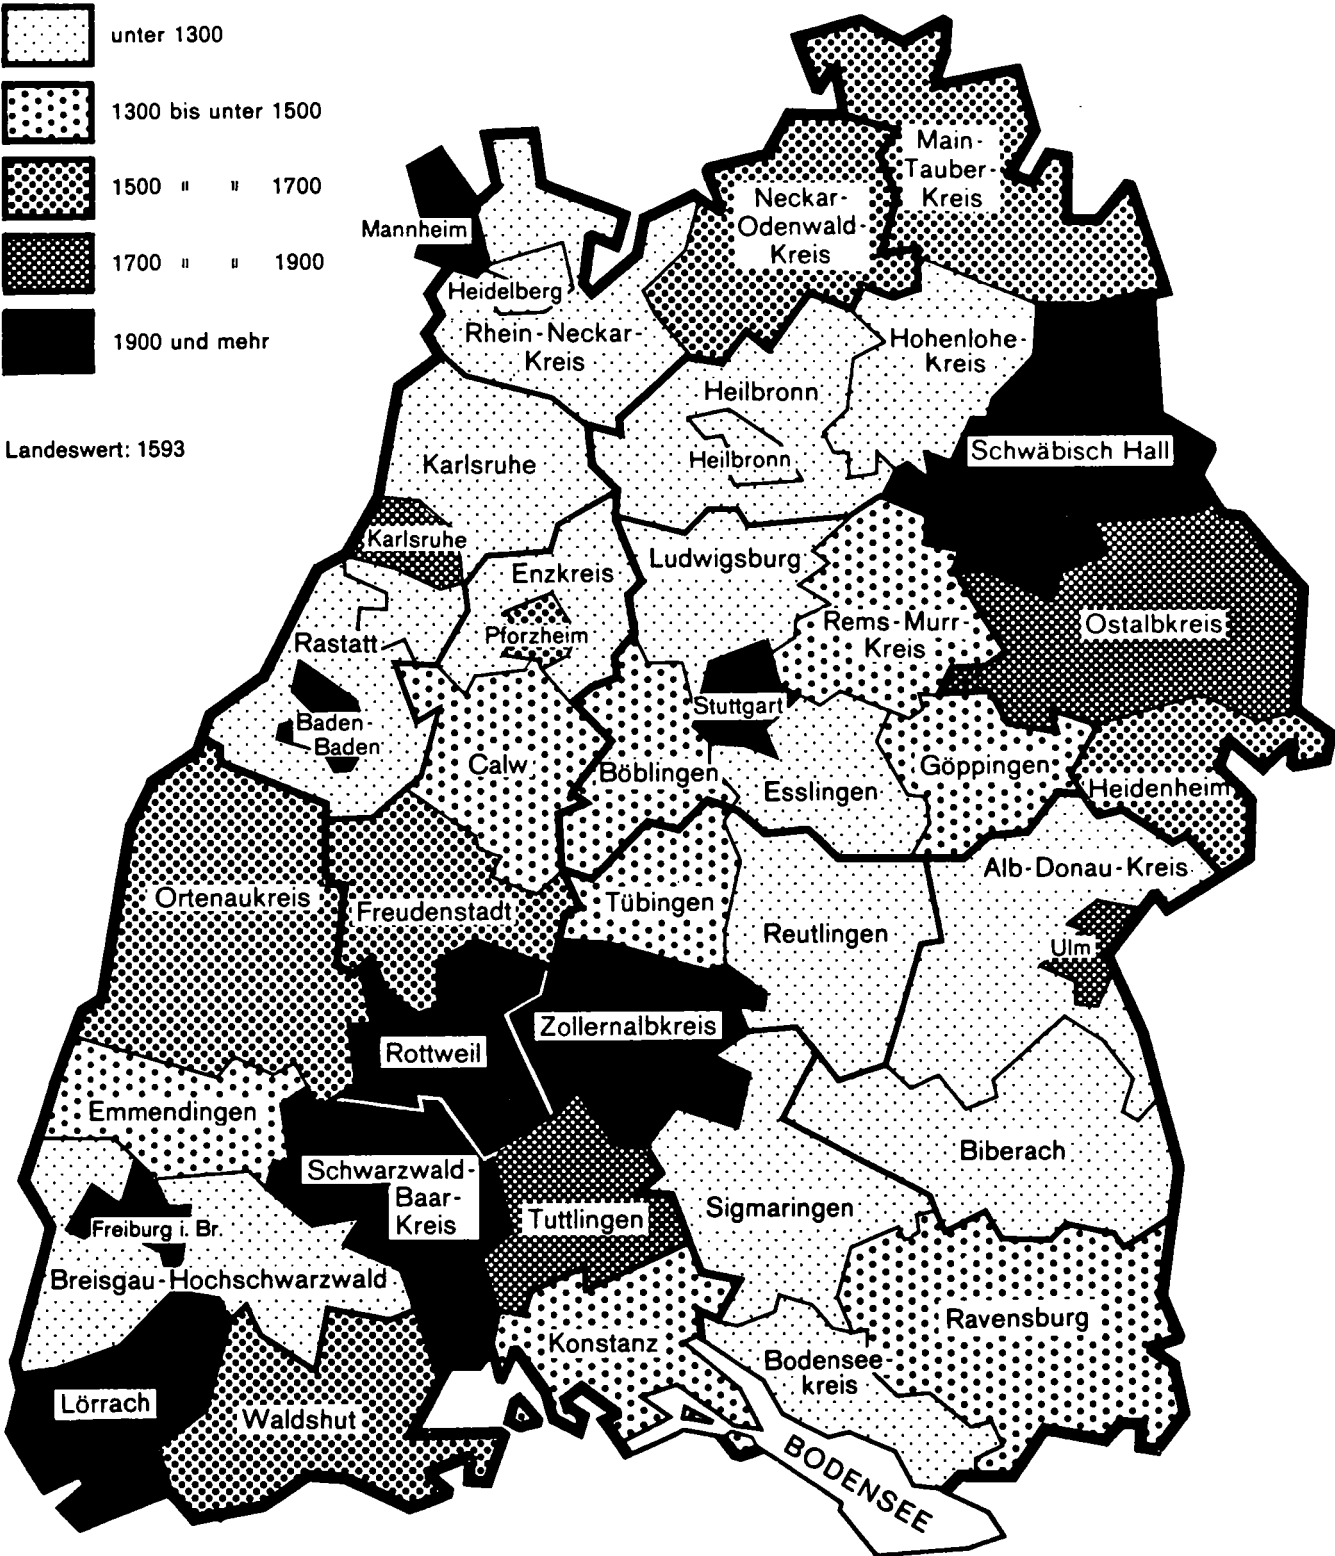 unter 1300
1300 bis unter 1500
1500 " " 1700
1700 " " 1900
1900 und mehr
Landeswert: 1593
Main-
Tauber-
Kreis
Neckar-
Odenwald-
Kreis
Mannheim
Heidelberg
Rhein-Neckar-
Kreis
Hohenlohe-
Kreis
Heilbronn
Heilbronn
Schwäbisch Hall
Karlsruhe
Karlsruhe
Enzkreis
Ludwigsburg
Pforzheim
Rems-Murr-
Kreis
Ostalbkreis
Rastatt
Stuttgart
Baden-
Baden
Calw
Böblingen
Esslingen
Göppingen
Heidenheim
Alb-Donau-Kreis
Ortenaukreis
Freudenstadt
Tübingen
Reutlingen
Ulm
Zollernalbkreis
Rottweil
Emmendingen
Biberach
Schwarzwald-
Baar-
Kreis
Sigmaringen
Tuttlingen
Freiburg i. Br.
Breisgau-Hochschwarzwald
Ravensburg
Konstanz
Bodensee-
kreis
Lörrach
Waldshut
BODENSEE